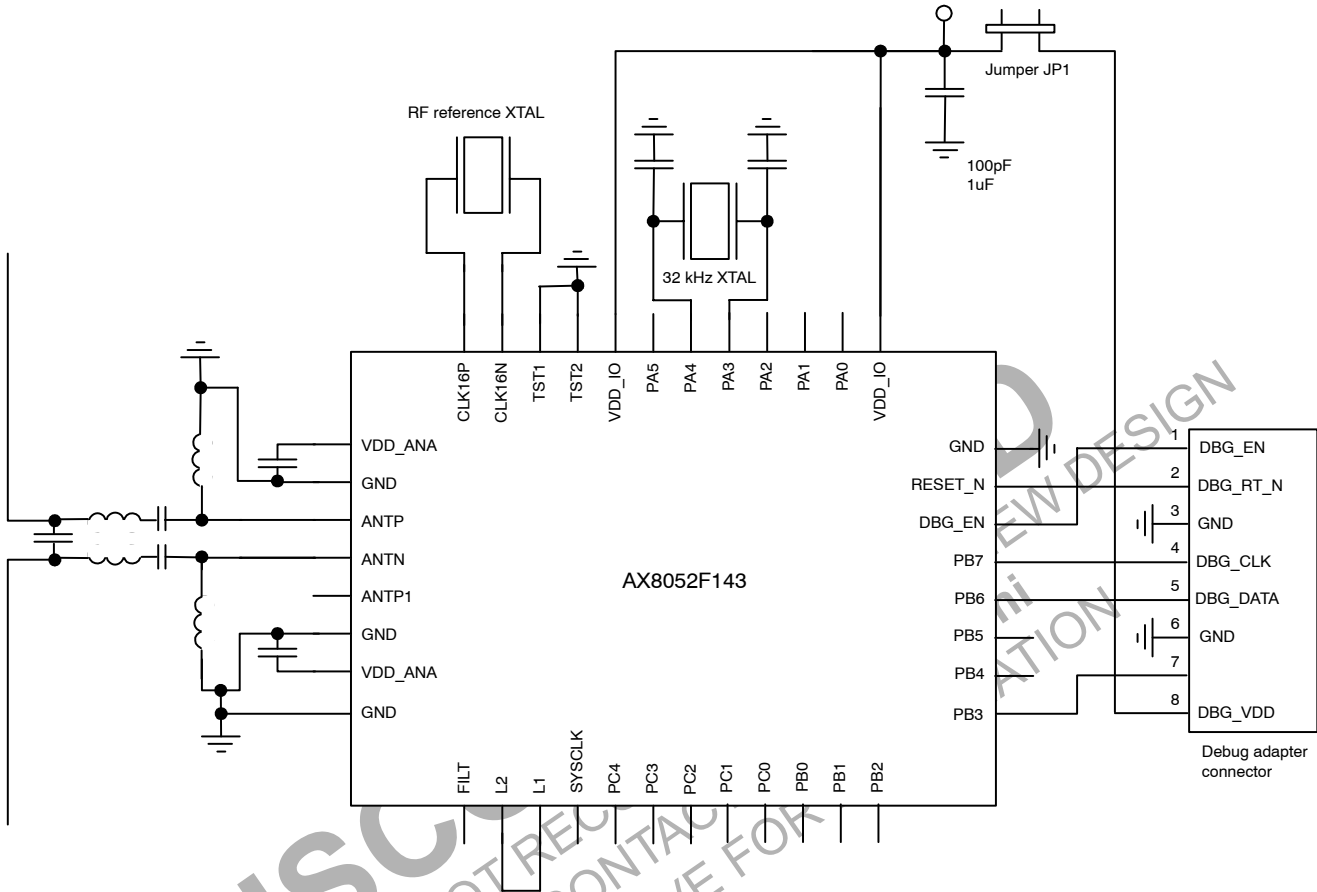 Jumper JP1
RF reference XTAL
100pF
1uF
32 kHz XTAL
CLK16P
CLK16N
TST1
TST2
VDD_IO
PA5
PA4
PA3
PA2
PA1
PA0
VDD_IO
VDD_ANA
GND
ANTP
ANTN
ANTP1
GND
VDD_ANA
GND
AX8052F143
GND
RESET_N
DBG_EN
PB7
PB6
PB5
PB4
PB3
1 DBG_EN
2 DBG_RT_N
3 GND
4 DBG_CLK
5 DBG_DATA
6 GND
7
8 DBG_VDD
Debug adapter
connector
FILT
L2
L1
SYSCLK
PC4
PC3
PC2
PC1
PC0
PB0
PB1
PB2
NEW DESIGN